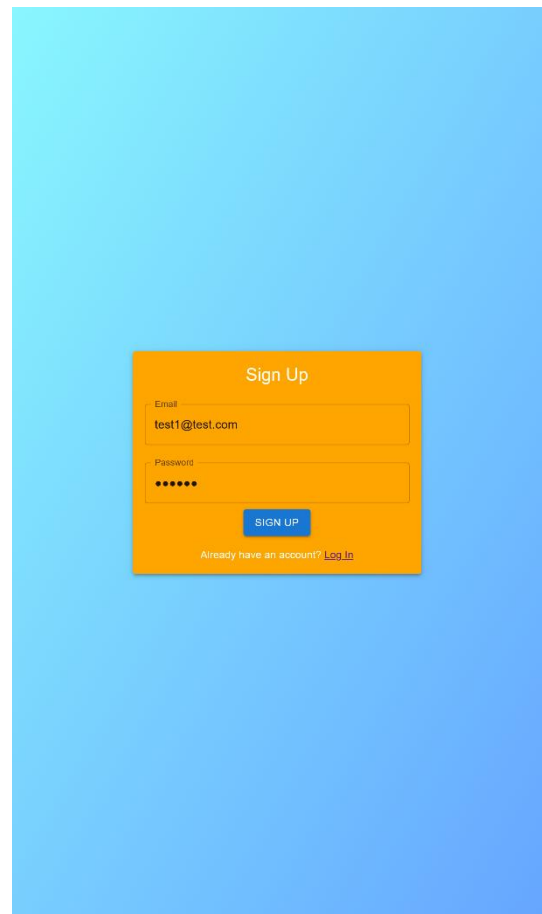 Sign Up
Email
test1@test.com
Password
••••••
SIGN UP
Already have an account? Log In